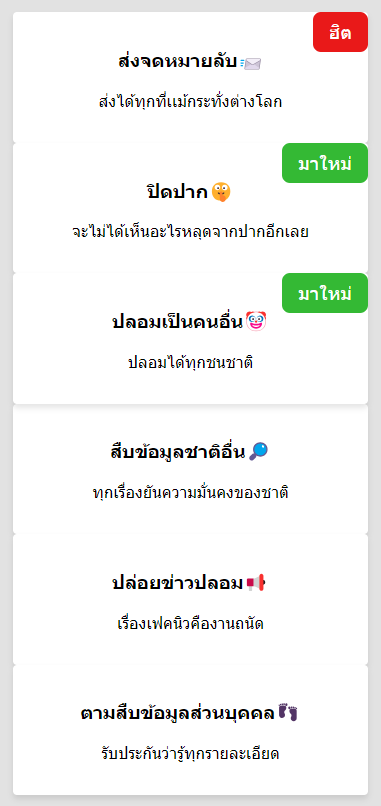 ฮิต
ส่งจดหมายลับ📨
ส่งได้ทุกที่แม้กระทั่งต่างโลก
มาใหม่
ปิดปาก🤫
จะไม่ได้เห็นอะไรหลุดจากปากอีกเลย
มาใหม่
ปลอมเป็นคนอื่น🤡
ปลอมได้ทุกชนชาติ
สืบข้อมูลชาติอื่น🔎
ทุกเรื่องยันความมั่นคงของชาติ
ปล่อยข่าวปลอม📢
เรื่องเฟคนิวคืองานถนัด
ตามสืบข้อมูลส่วนบุคคล👣
รับประกันว่ารู้ทุกรายละเอียด